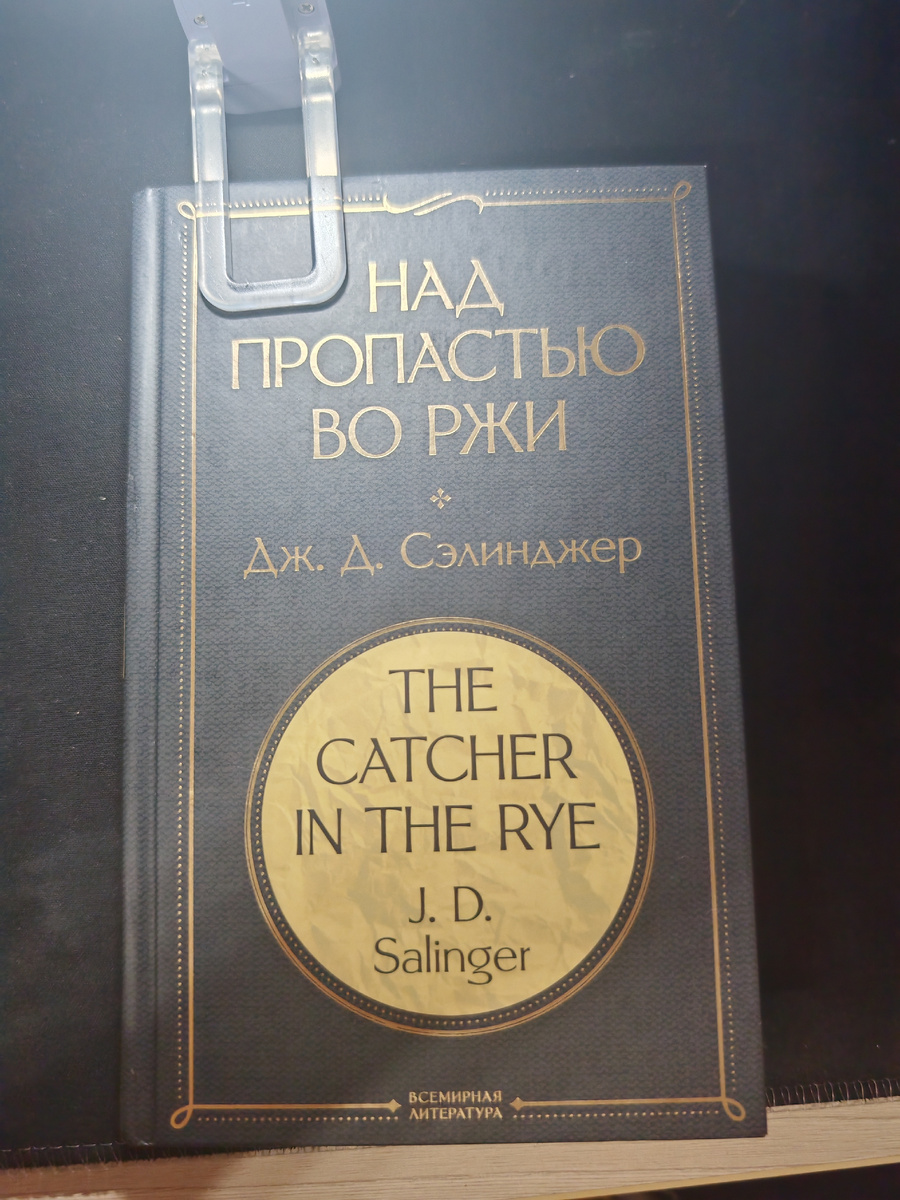 НАД
ПРОПАСТЬЮ
ВО РЖИ
Дж. Д. Сэлинджер
THE
CATCHER
IN THE RYE
J. D.
Salinger
ВСЕМИРНАЯ
ЛИТЕРАТУРА